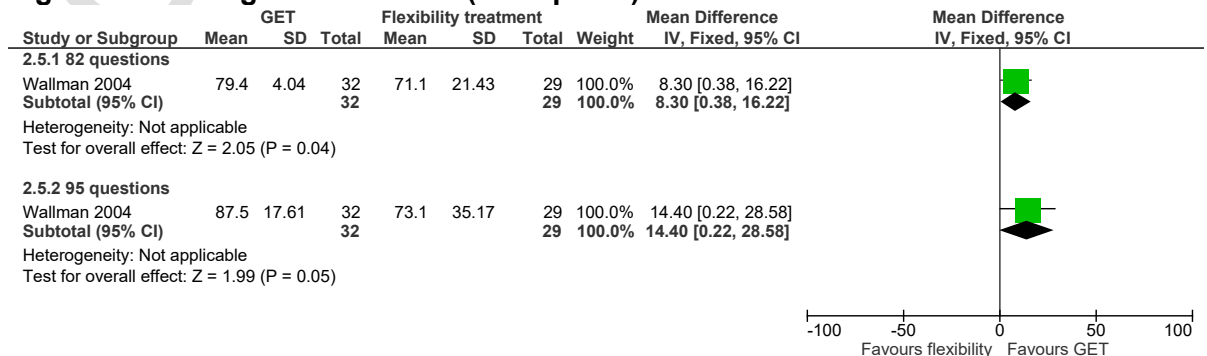 GET Flexibility treatment Mean Difference Mean Difference
Study or Subgroup Mean SD Total Mean SD Total Weight IV, Fixed, 95% CI IV, Fixed, 95% CI
2.5.1 82 questions
Wallman 2004 79.4 4.04 32 71.1 21.43 29 100.0% 8.30 [0.38, 16.22]
Subtotal (95% CI) 32 29 100.0% 8.30 [0.38, 16.22]
Heterogeneity: Not applicable
Test for overall effect: Z = 2.05 (P = 0.04)
2.5.2 95 questions
Wallman 2004 87.5 17.61 32 73.1 35.17 29 100.0% 14.40 [0.22, 28.58]
Subtotal (95% CI) 32 29 100.0% 14.40 [0.22, 28.58]
Heterogeneity: Not applicable
Test for overall effect: Z = 1.99 (P = 0.05)
-100 -50 0 50 100
Favours flexibility Favours GET